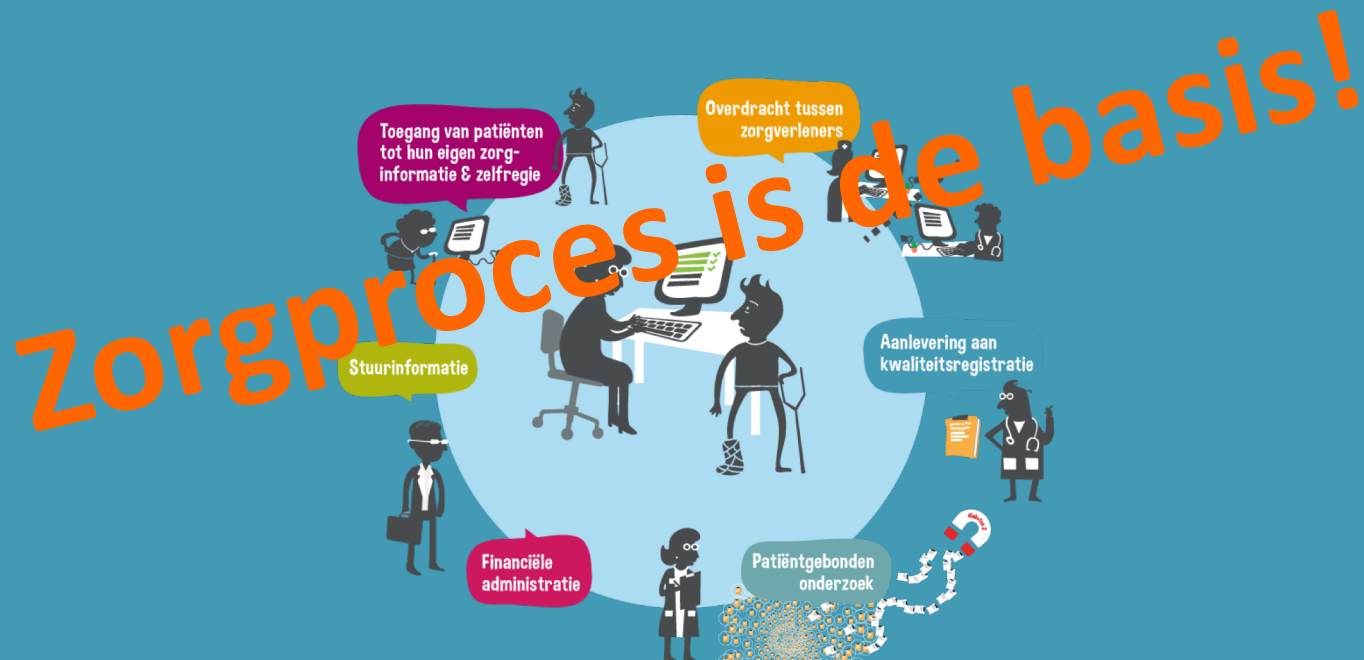 Zorgproces is de basis!
Toegang van patiënten
tot hun eigen zorg-
informatie & zelfregie
Overdracht tussen
zorgverleners
Stuurinformatie
Aanlevering aan
kwaliteitsregistratie
Financiële
administratie
Patiëntgebonden
onderzoek